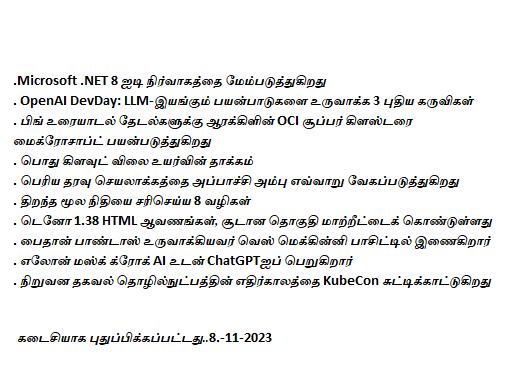 .Microsoft .NET 8 ஐடி நிர்வாகத்தை மேம்படுத்துகிறது
. OpenAI DevDay: LLM-இயங்கும் பயன்பாடுகளை உருவாக்க 3 புதிய கருவிகள்
. பிங் உரையாடல் தேடல்களுக்கு ஆரக்கிளின் OCI சூப்பர் கிளஸ்டரை
மைக்ரோசாப்ட் பயன்படுத்துகிறது
. பொது கிளவுட் விலை உயர்வின் தாக்கம்
. பெரிய தரவு செயலாக்கத்தை அப்பாச்சி அம்பு எவ்வாறு வேகப்படுத்துகிறது
. திறந்த மூல நிதியை சரிசெய்ய 8 வழிகள்
. டெனோ 1.38 HTML ஆவணங்கள், சூடான தொகுதி மாற்றீட்டைக் கொண்டுள்ளது
. பைதான் பாண்டாஸ் உருவாக்கியவர் வெஸ் மெக்கின்னி பாசிட்டில் இணைகிறார்
. எலோன் மஸ்க் க்ரோக் AI உடன் ChatGPTஐப் பெறுகிறார்
. நிறுவன தகவல் தொழில்நுட்பத்தின் எதிர்காலத்தை KubeCon சுட்டிக்காட்டுகிறது
கடைசியாக புதுப்பிக்கப்பட்டது..8.-11-2023